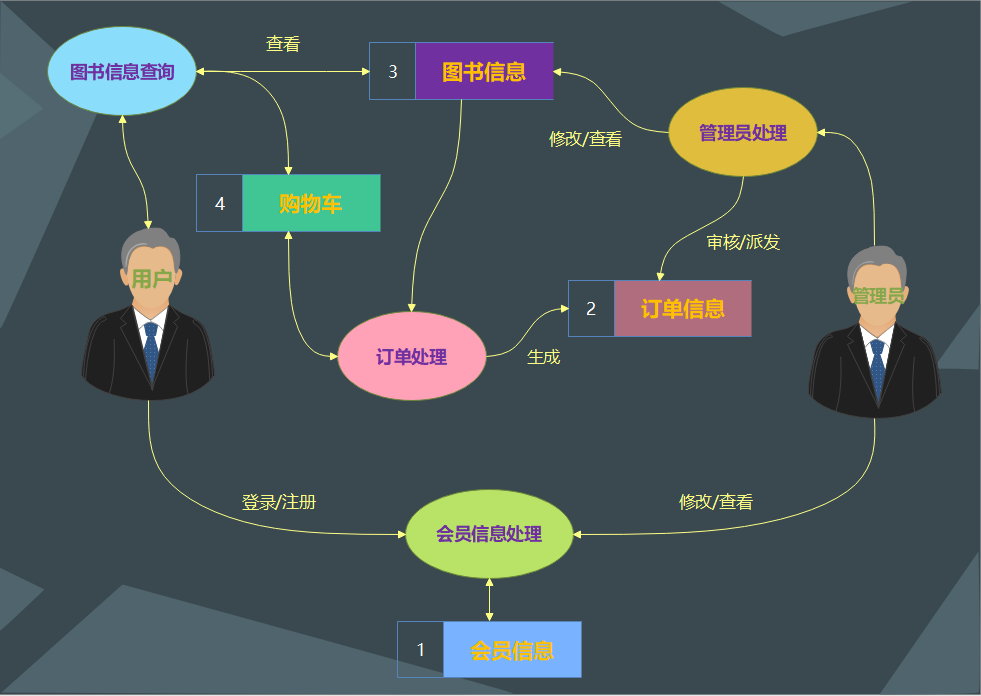 查看
图书信息查询
3
图书信息
修改/查看
管理员处理
4
购物车
审核/派发
用户
管理员
2
订单信息
订单处理
生成
登录/注册
修改/查看
会员信息处理
1
会员信息